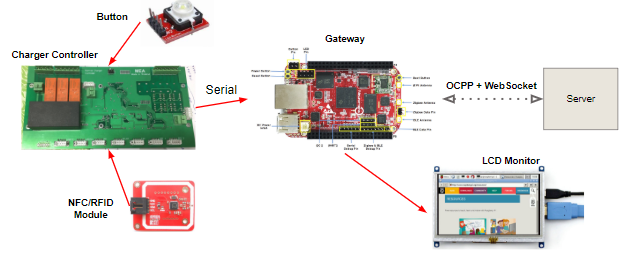 Button
Gateway
Charger Controller
Serial
OCPP + WebSocket
Server
NFC/RFID
Module
LCD Monitor